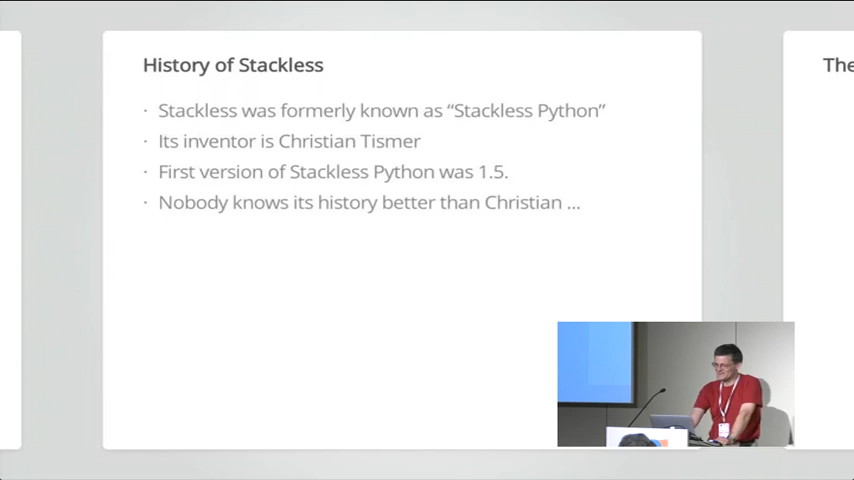 History of Stackless
The
· Stackless was formerly known as “Stackless Python”
· Its inventor is Christian Tismer
· First version of Stackless Python was 1.5.
· Nobody knows its history better than Christian ...